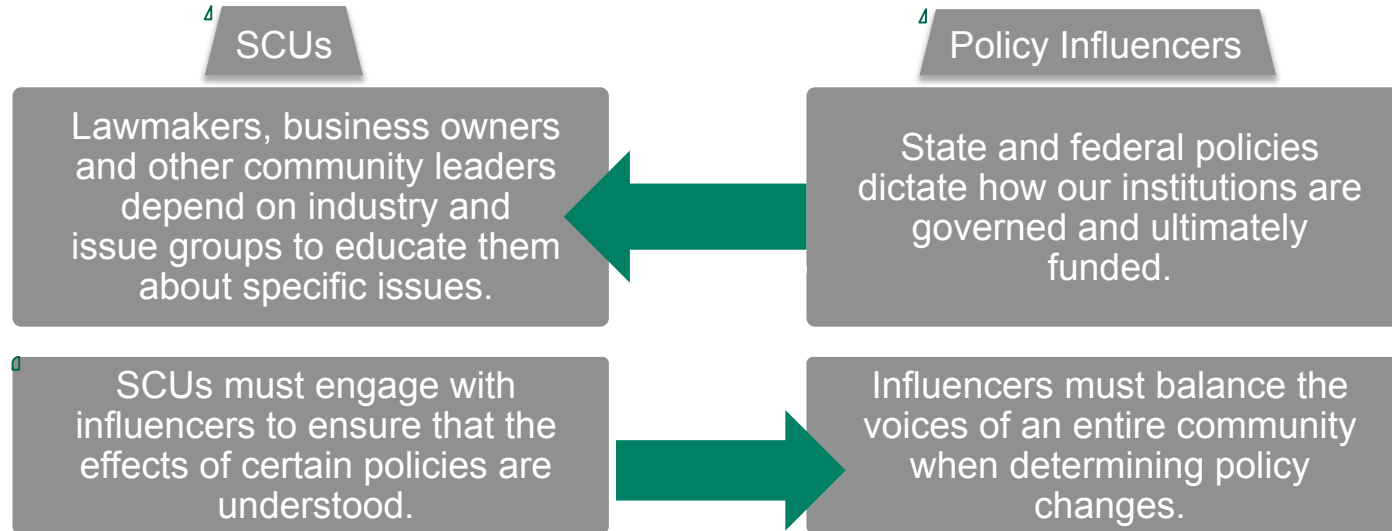 SCUs
Lawmakers, business owners
and other community leaders
depend on industry and
issue groups to educate them
about specific issues.
SCUs must engage with
influencers to ensure that the
effects of certain policies are
understood.
Policy Influencers
State and federal policies
dictate how our institutions are
governed and ultimately
funded.
Influencers must balance the
voices of an entire community
when determining policy
changes.